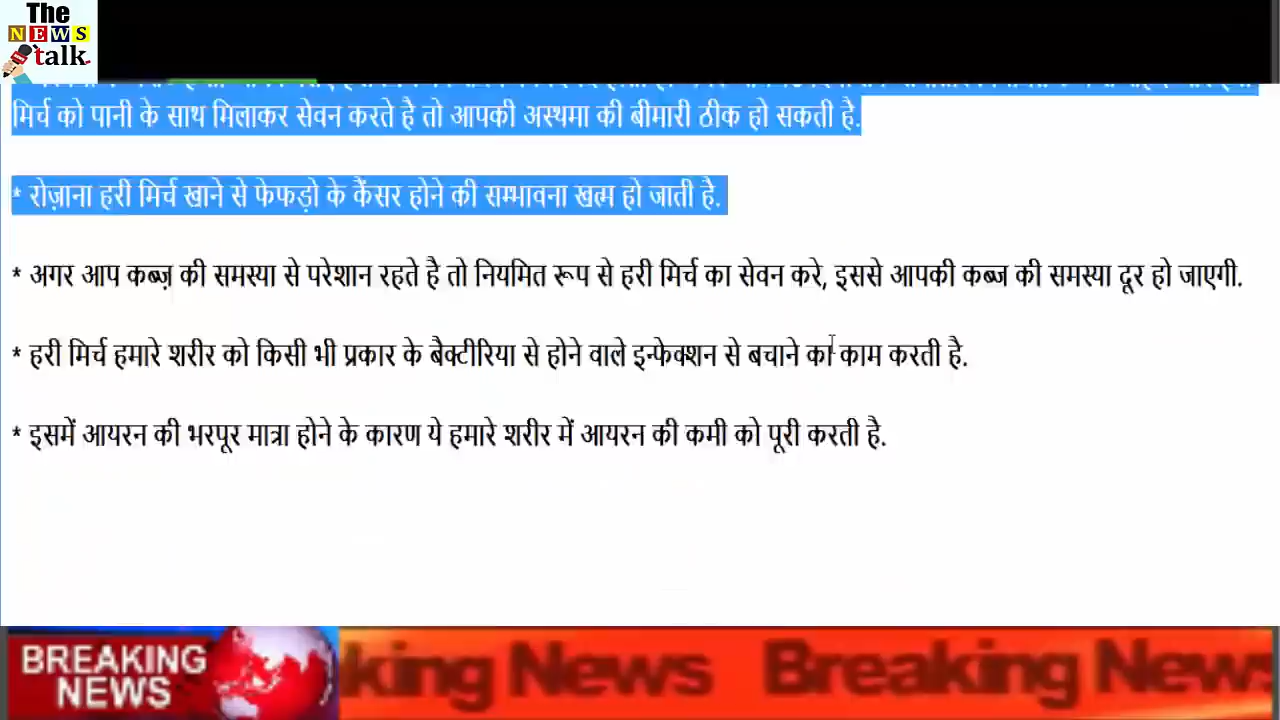 The
NEWS
talk
मिर्च को पानी के साथ मिलाकर सेवन करते है तो आपकी अस्थमा की बीमारी ठीक हो सकती है.
* रोज़ाना हरी मिर्च खाने से फेफड़ो के कैंसर होने की सम्भावना खत्म हो जाती है.
* अगर आप कब्ज़ की समस्या से परेशान रहते है तो नियमित रूप से हरी मिर्च का सेवन करे, इससे आपकी कब्ज की समस्या दूर हो जाएगी.
* हरी मिर्च हमारे शरीर को किसी भी प्रकार के बैक्टीरिया से होने वाले इन्फेक्शन से बचाने का काम करती है.
* इसमें आयरन की भरपूर मात्रा होने के कारण ये हमारे शरीर में आयरन की कमी को पूरी करती है.
BREAKING
NEWS
king News Breaking News